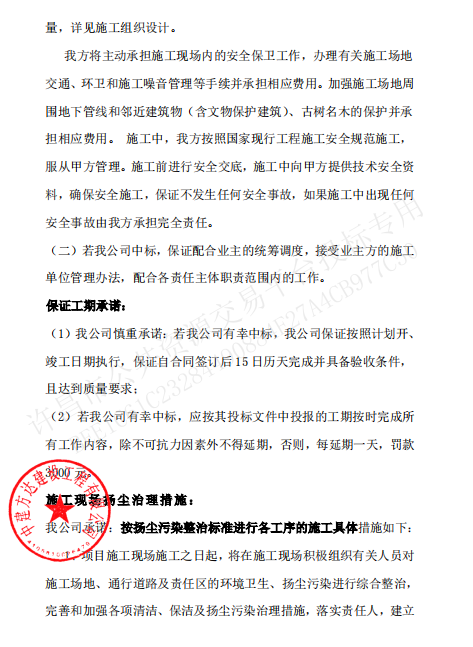 量，详见施工组织设计。
我方将主动承担施工现场内的安全保卫工作，办理有关施工场地
交通、环卫和施工噪音管理等手续并承担相应费用。加强施工场地周
围地下管线和邻近建筑物（含文物保护建筑）、古树名木的保护并承
担相应费用。 施工中，我方按照国家现行工程施工安全规范施工，
服从甲方管理。施工前进行安全交底，施工中向甲方提供技术安全资
料，确保安全施工，保证不发生任何安全事故，如果施工中出现任何
安全事故由我方承担完全责任。
（二）若我公司中标，保证配合业主的统筹调度，接受业主方的施工
单位管理办法，配合各责任主体职责范围内的工作。
保证工期承诺：
（1）我公司慎重承诺：若我公司有幸中标，我公司保证按照计划开、
竣工日期执行，保证自合同签订后 15 日历天完成并具备验收条件，
且达到质量要求；
（2）若我公司有幸中标，应按其投标文件中投报的工期按时完成所
有工作内容，除不可抗力因素外不得延期，否则，每延期一天，罚款
3000 元。
施工现场扬尘治理措施：
我公司承诺：按扬尘污染整治标准进行各工序的施工具体措施如下：
项目施工现场施工之日起，将在施工现场积极组织有关人员对
施工场地、通行道路及责任区的环境卫生、扬尘污染进行综合整治，
完善和加强各项清洁、保洁及扬尘污染治理措施，落实责任人，建立
中建方达建设工程有限公司